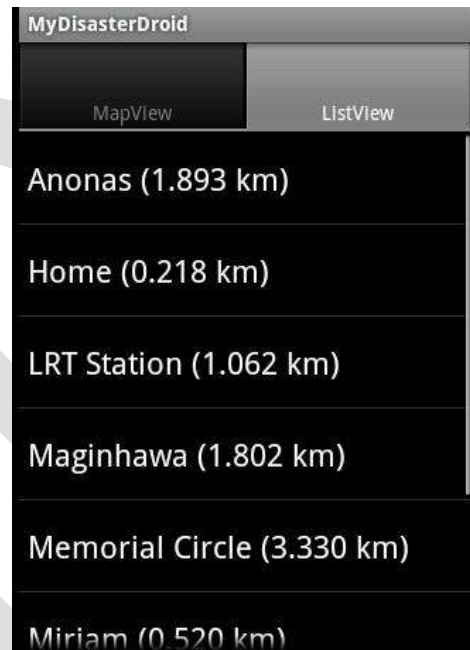 MyDisasterDroid
MapView
ListView
Anonas (1.893 km)
Home (0.218 km)
LRT Station (1.062 km)
Maginhawa (1.802 km)
Memorial Circle (3.330 km)
Miriam (0.520 km)